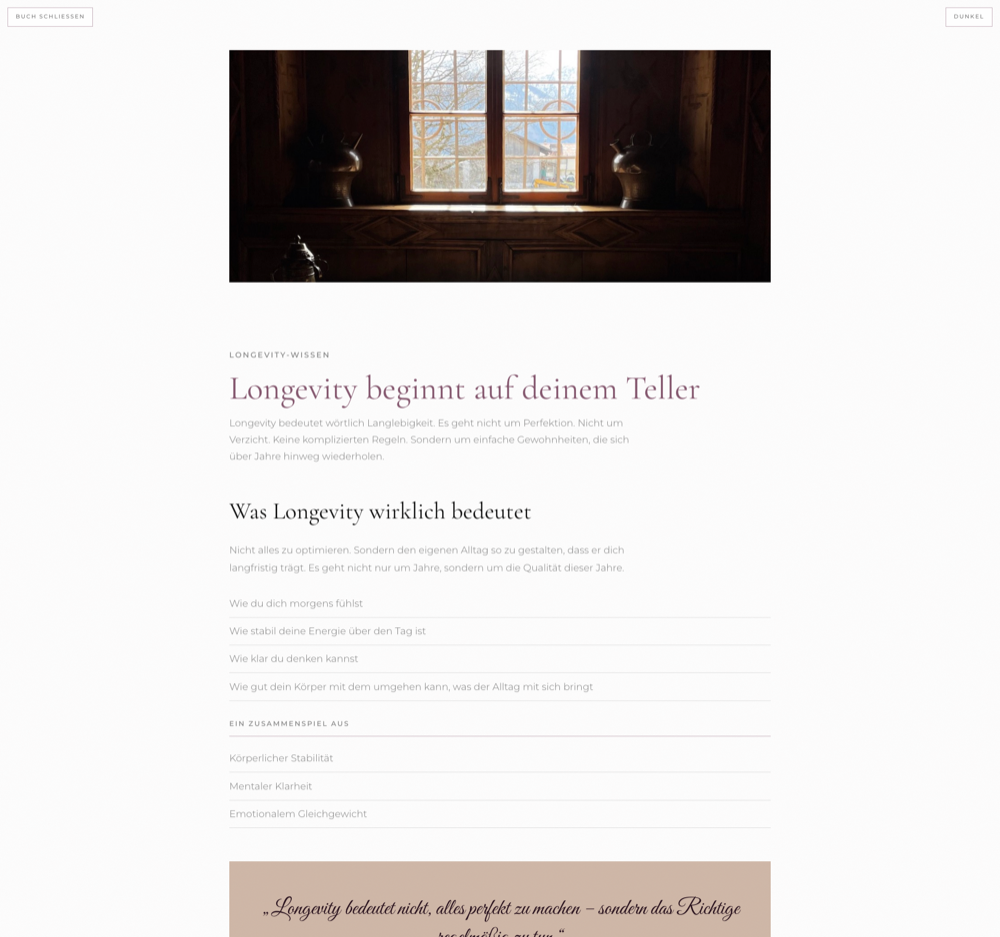 BUCH SCHLIESSEN
DUNKEL
LONGEVITY-WISSEN
Longevity beginnt auf deinem Teller
Longevity bedeutet wörtlich Langlebigkeit. Es geht nicht um Perfektion. Nicht um
Verzicht. Keine komplizierten Regeln. Sondern um einfache Gewohnheiten, die sich
über Jahre hinweg wiederholen.
Was Longevity wirklich bedeutet
Nicht alles zu optimieren. Sondern den eigenen Alltag so zu gestalten, dass er dich
langfristig trägt. Es geht nicht nur um Jahre, sondern um die Qualität dieser Jahre.
Wie du dich morgens fühlst
Wie stabil deine Energie über den Tag ist
Wie klar du denken kannst
Wie gut dein Körper mit dem umgehen kann, was der Alltag mit sich bringt
EIN ZUSAMMENSPIEL AUS
Körperlicher Stabilität
Mentaler Klarheit
Emotionalem Gleichgewicht
„Longevity bedeutet nicht, alles perfekt zu machen – sondern das Richtige
regelmäßig zu tun.“